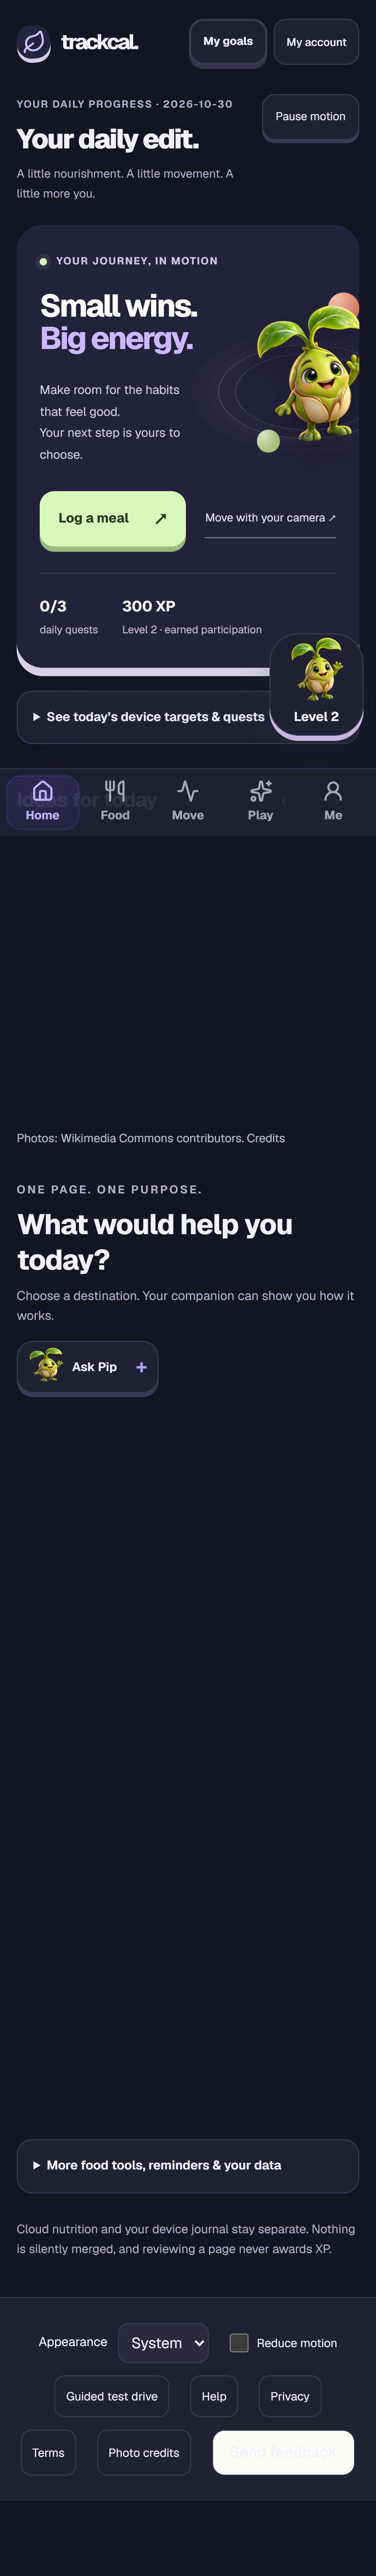 trackcal.
My goals
My account
YOUR DAILY PROGRESS · 2026-10-30
Your daily edit.
A little nourishment. A little movement. A
little more you.
Pause motion
YOUR JOURNEY, IN MOTION
Small wins.
Big energy.
Make room for the habits
that feel good.
Your next step is yours to
choose.
Log a meal ↗
Move with your camera ↗
0/3
daily quests
300 XP
Level 2 · earned participation
▶ See today's device targets & quests
Level 2
Ideas for today
Home
Food
Move
Play
Me
Photos: Wikimedia Commons contributors. Credits
ONE PAGE. ONE PURPOSE.
What would help you
today?
Choose a destination. Your companion can show you how it
works.
Ask Pip +
▶ More food tools, reminders & your data
Cloud nutrition and your device journal stay separate. Nothing
is silently merged, and reviewing a page never awards XP.
Appearance
System
Reduce motion
Guided test drive
Help
Privacy
Terms
Photo credits
Send feedback